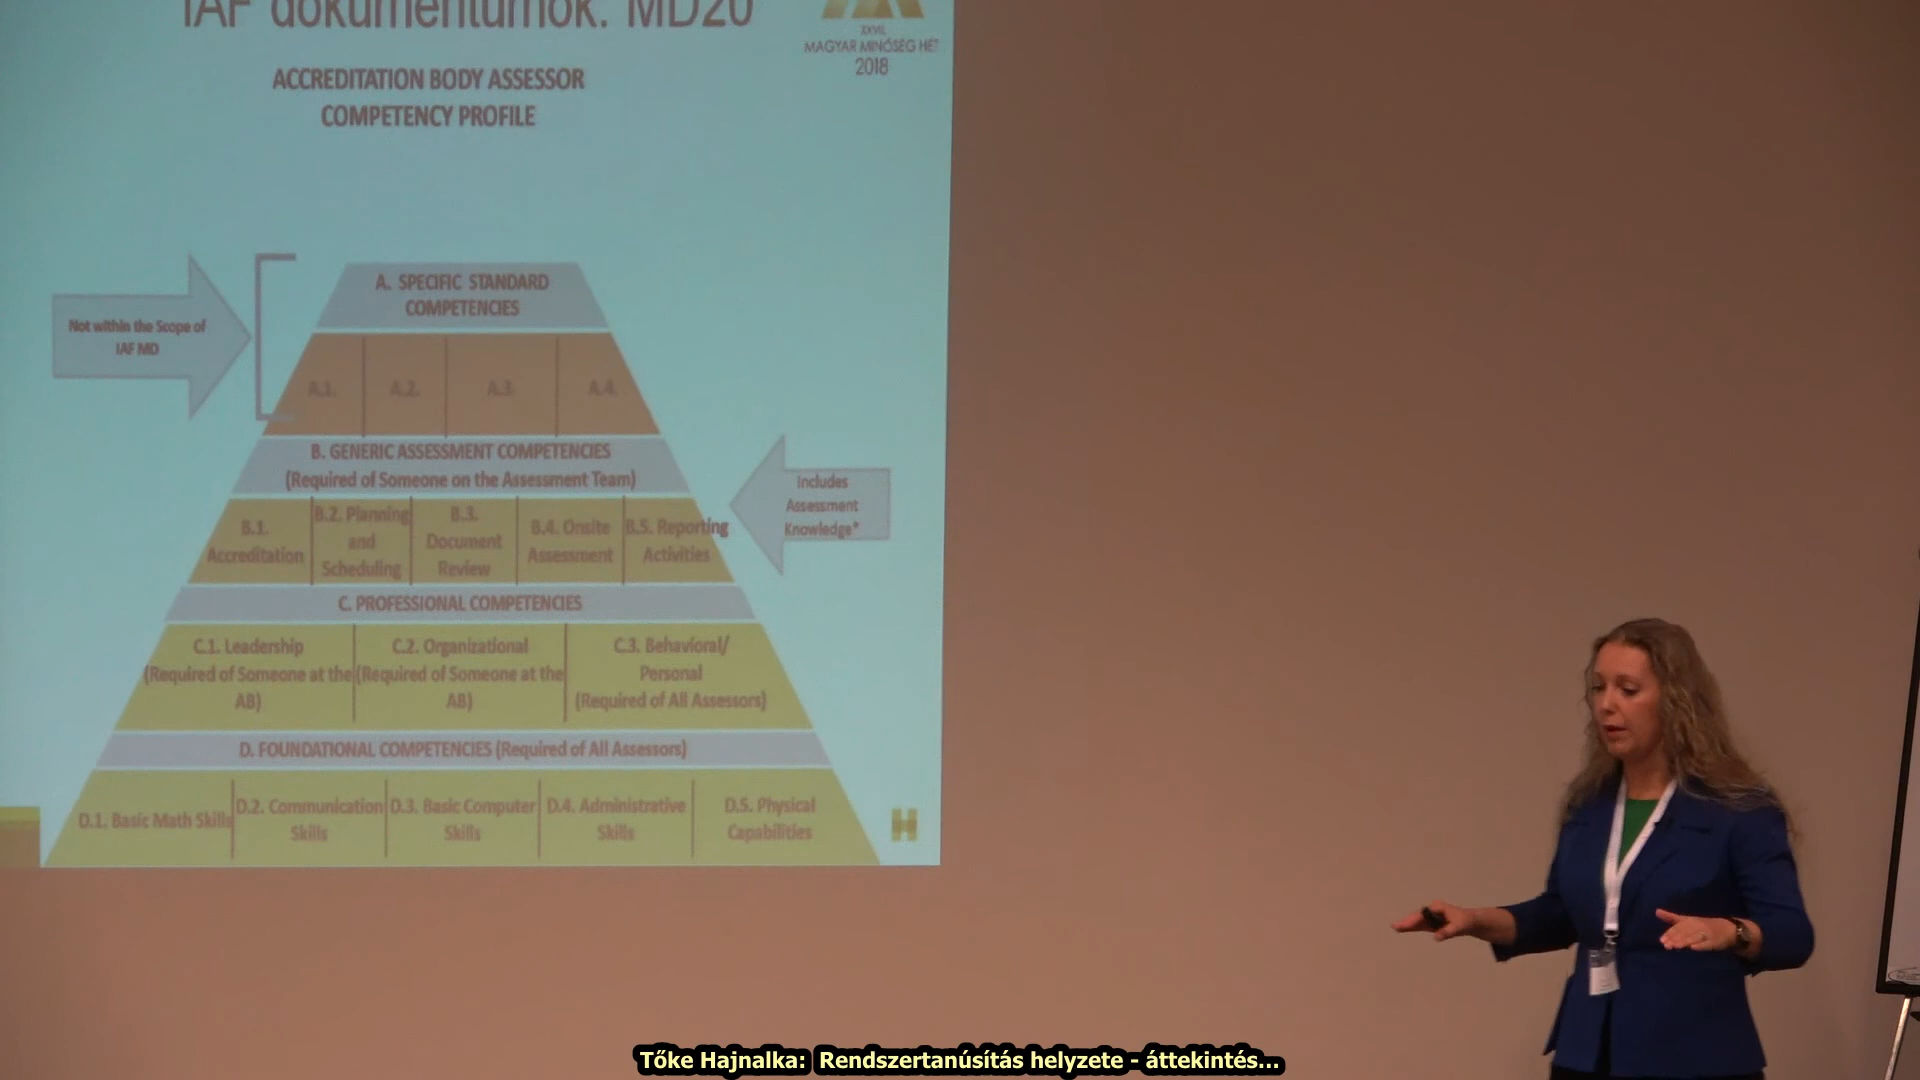 IAF dokumentumok: MD20
XXVII.
MAGYAR MINŐSÉG HÉT
2018
ACCREDITATION BODY ASSESSOR
COMPETENCY PROFILE
Not within the Scope of
IAF MD
A. SPECIFIC STANDARD
COMPETENCIES
A.1.
A.2.
A.3.
A.4.
B. GENERIC ASSESSMENT COMPETENCIES
(Required of Someone on the Assessment Team)
Includes
Assessment
Knowledge*
B.1.
Accreditation
B.2. Planning
and
Scheduling
B.3.
Document
Review
B.4. Onsite
Assessment
B.5. Reporting
Activities
C. PROFESSIONAL COMPETENCIES
C.1. Leadership
(Required of Someone at the
AB)
C.2. Organizational
(Required of Someone at the
AB)
C.3. Behavioral/
Personal
(Required of All Assessors)
D. FOUNDATIONAL COMPETENCIES (Required of All Assessors)
D.1. Basic Math Skills
D.2. Communication
Skills
D.3. Basic Computer
Skills
D.4. Administrative
Skills
D.5. Physical
Capabilities
H
Tőke Hajnalka: Rendszertanúsítás helyzete - áttekintés...